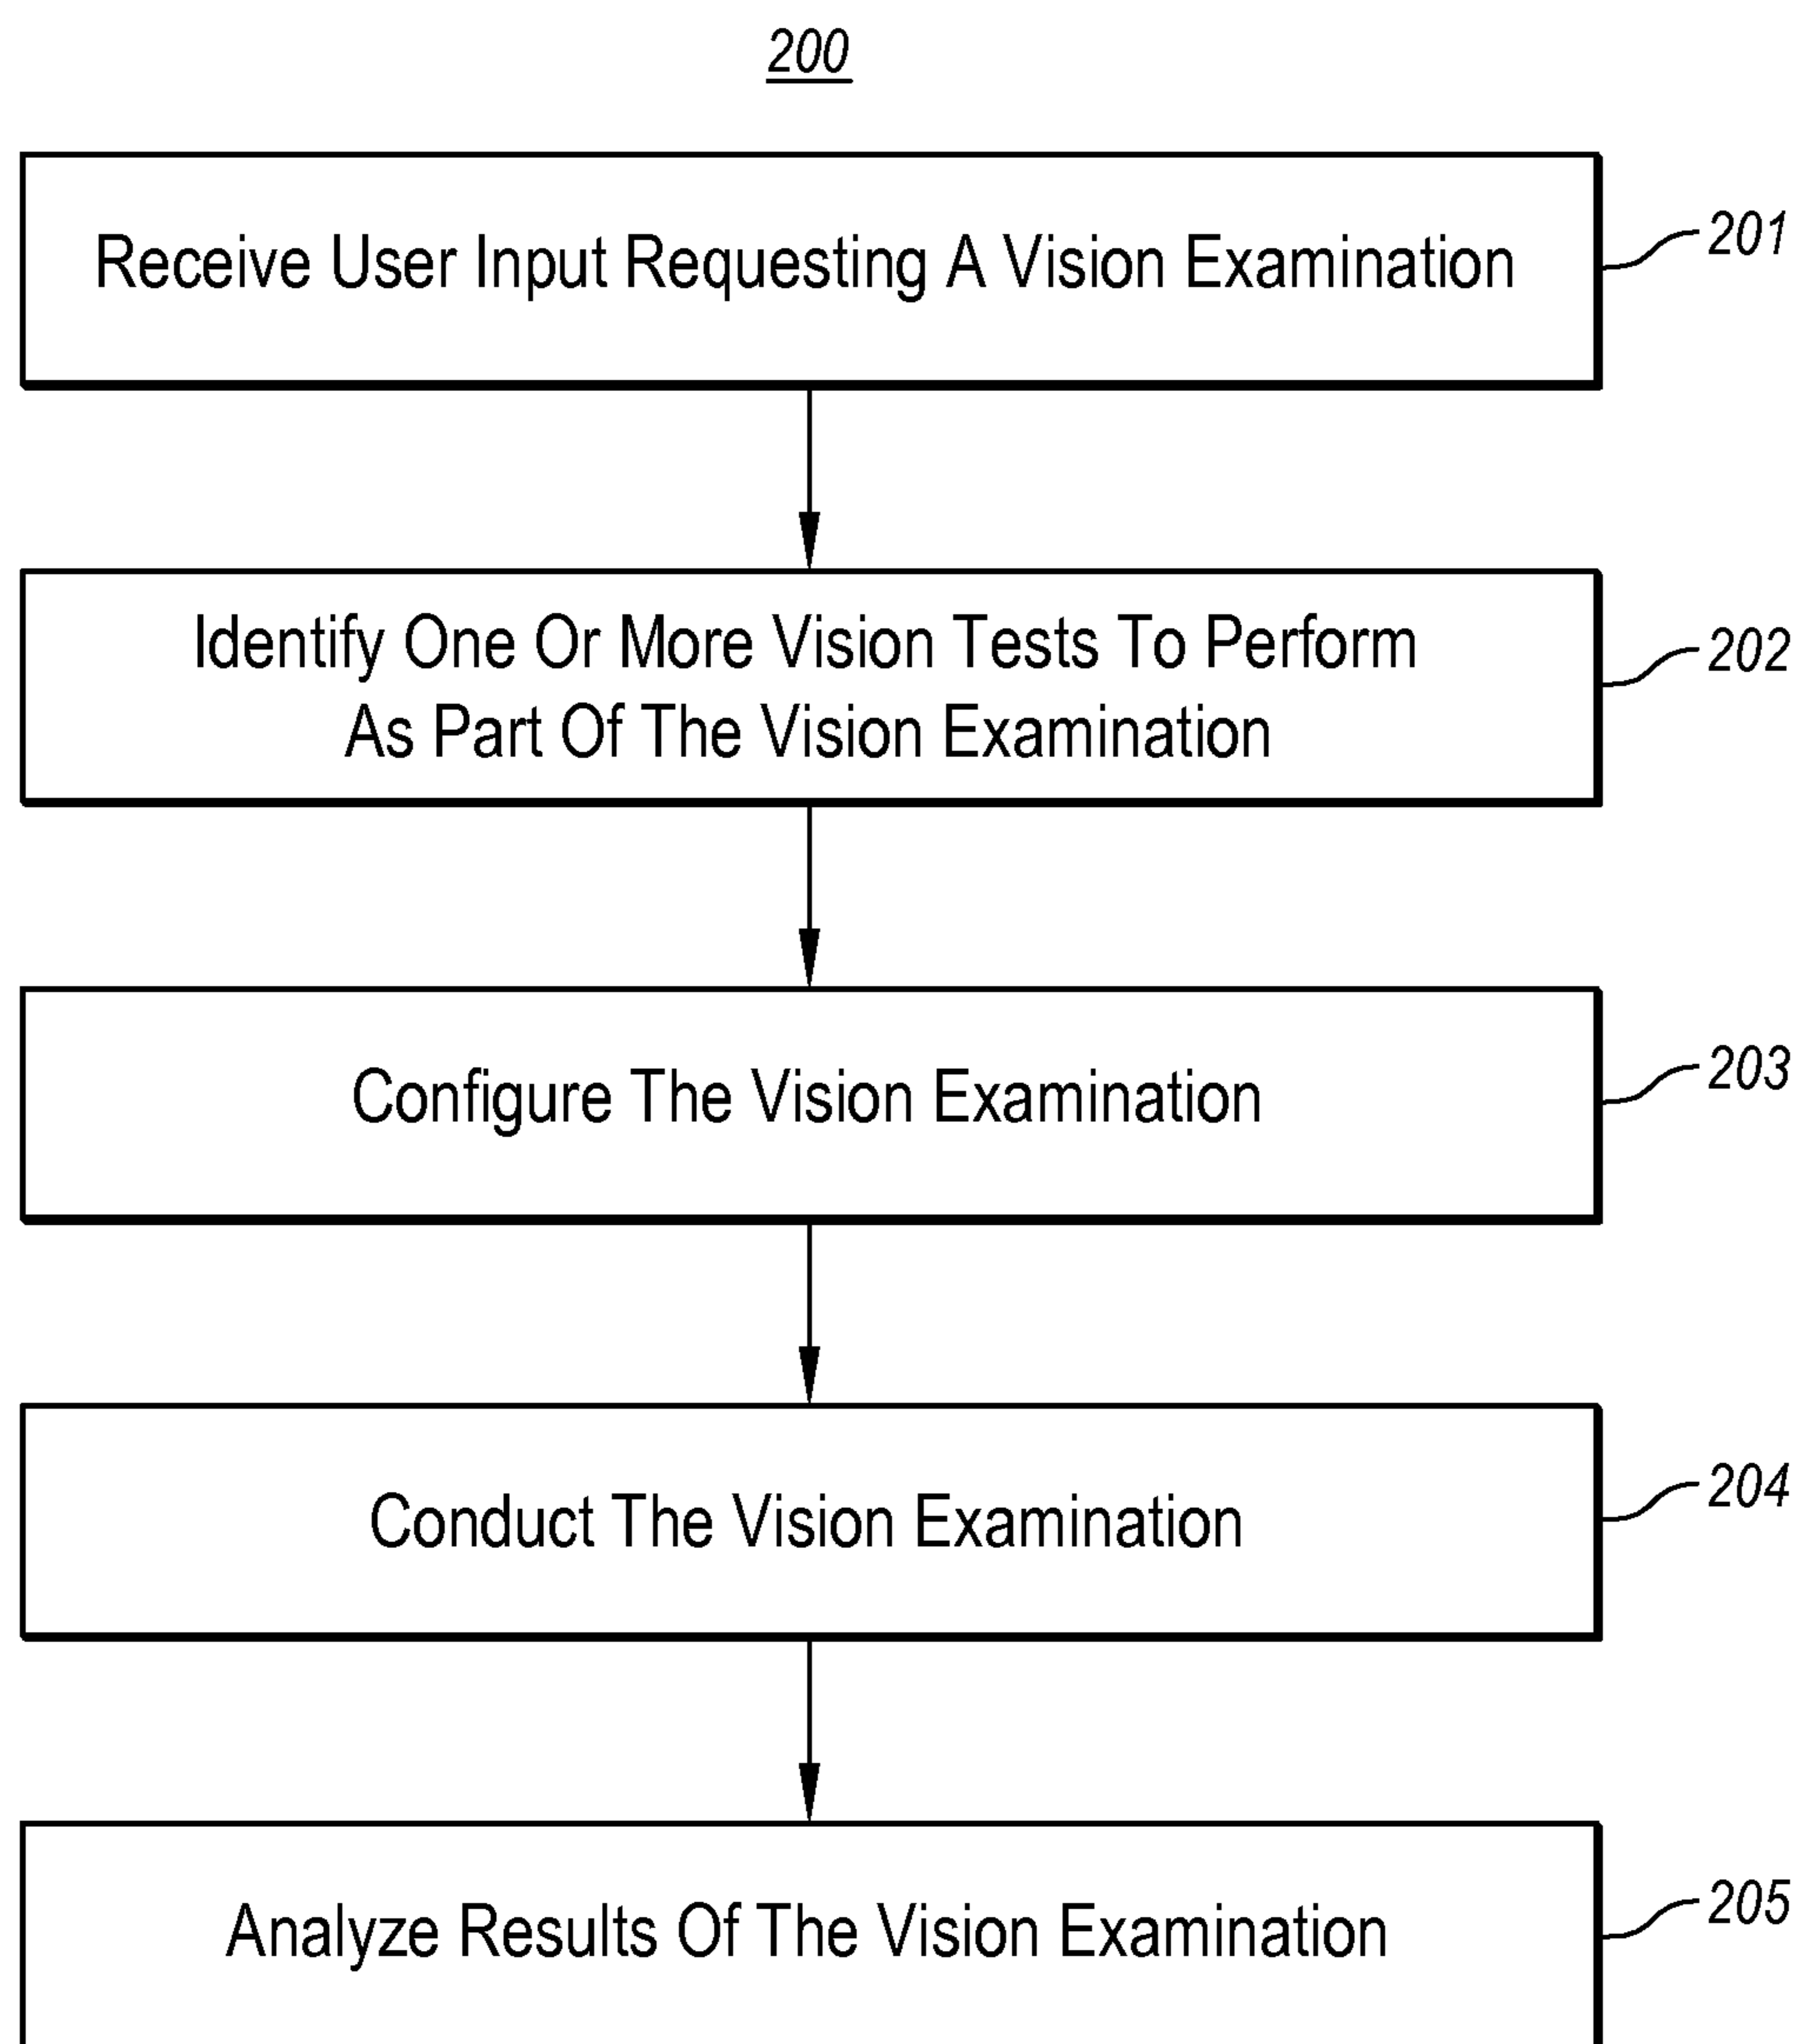 200
Receive User Input Requesting A Vision Examination
201
Identify One Or More Vision Tests To Perform
As Part Of The Vision Examination
202
Configure The Vision Examination
203
Conduct The Vision Examination
204
Analyze Results Of The Vision Examination
205